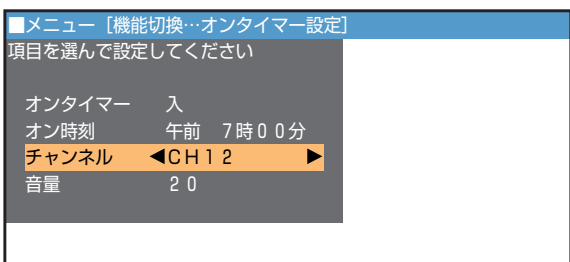 ■メニュー［機能切換…オンタイマー設定］
項目を選んで設定してください
オンタイマー　入
オン時刻　午前　７時００分
チャンネル　◀ＣＨ１２　▶
音量　２０